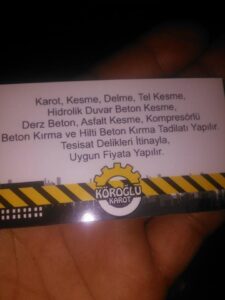 Karot, Kesme, Delme, Tel Kesme,
Hidrolik Duvar Beton Kesme,
Derz Beton, Asfalt Kesme, Kompresörlü
Beton Kırma ve Hilti Beton Kırma Tadilatı Yapılır.
Tesisat Delikleri İtinayla,
Uygun Fiyata Yapılır.
KÖROĞLU
KAROT